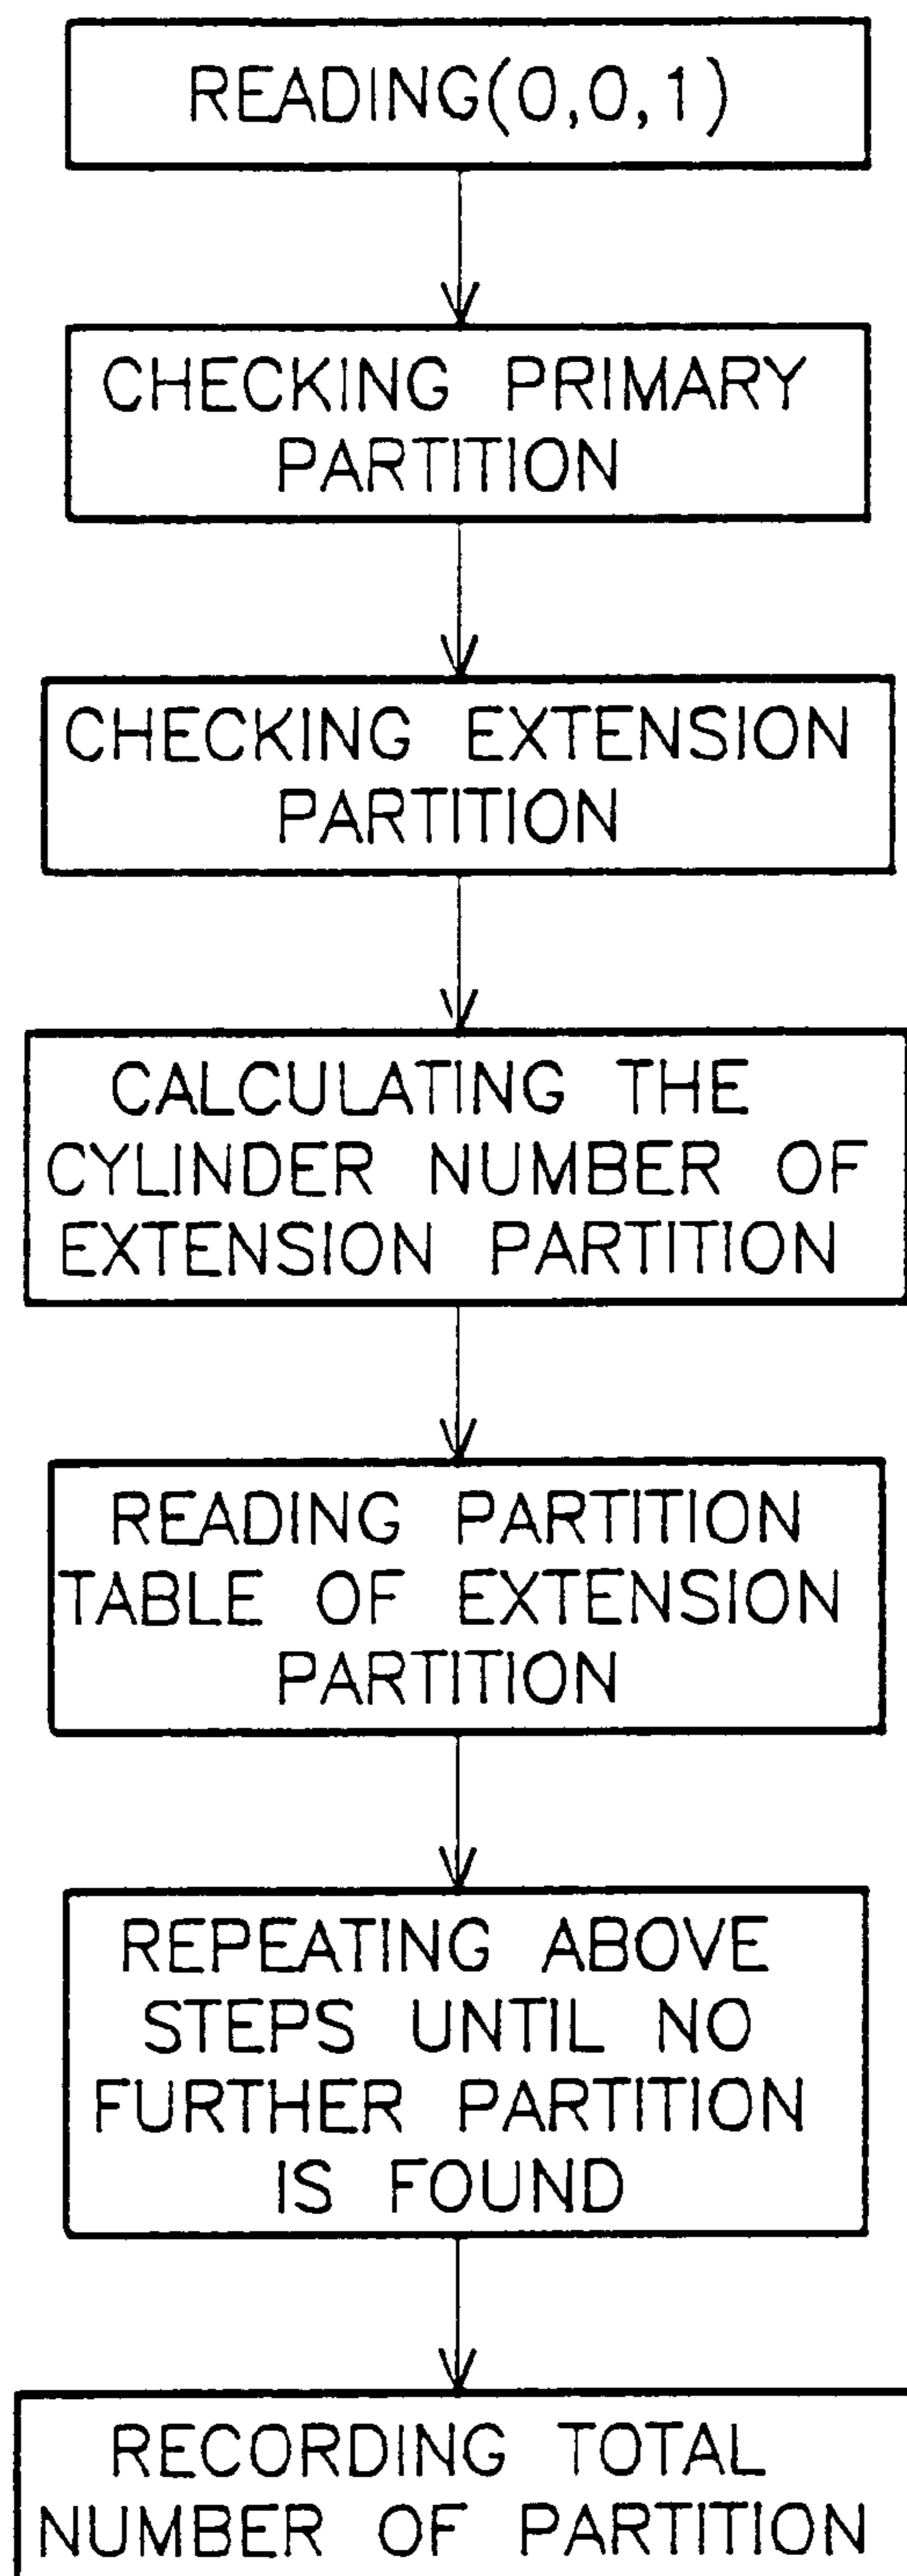 READING(0,0,1)
CHECKING PRIMARY
PARTITION
CHECKING EXTENSION
PARTITION
CALCULATING THE
CYLINDER NUMBER OF
EXTENSION PARTITION
READING PARTITION
TABLE OF EXTENSION
PARTITION
REPEATING ABOVE
STEPS UNTIL NO
FURTHER PARTITION
IS FOUND
RECORDING TOTAL
NUMBER OF PARTITION